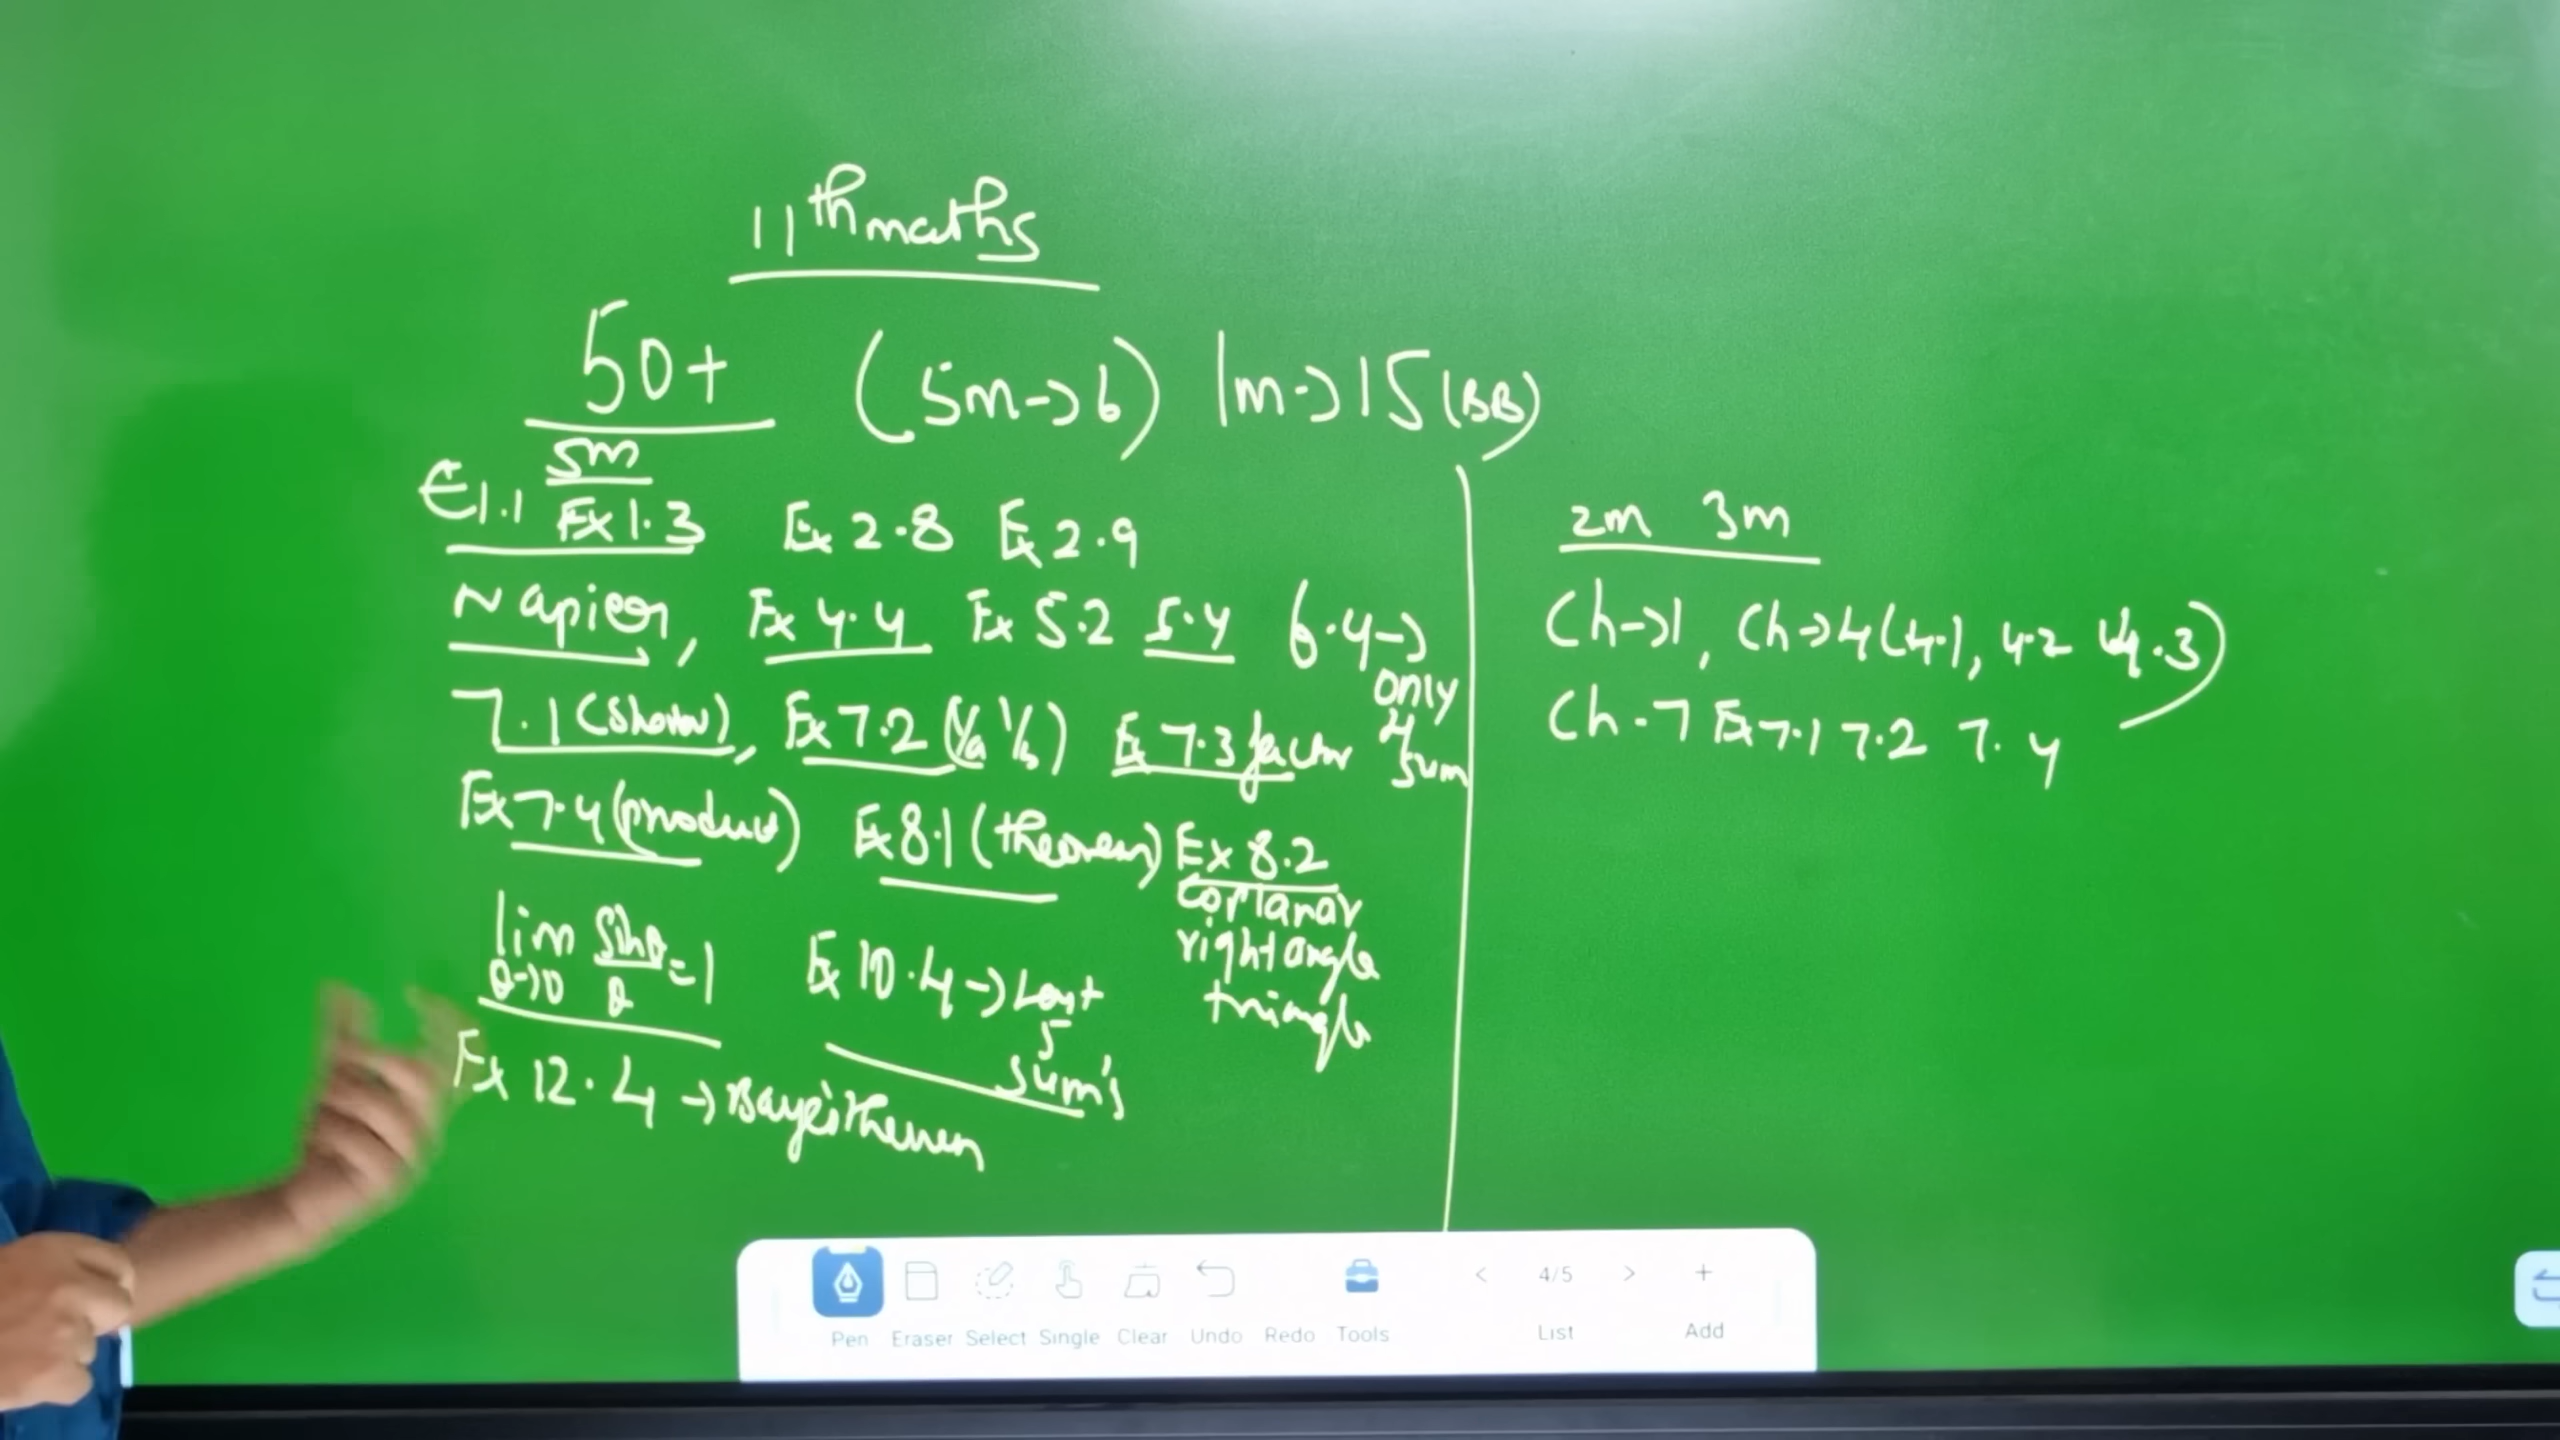 11th maths
50+ (5m→6) 1m→15 (BB)
5m
E1.1 Ex 1.3 Ex 2.8 Ex 2.9
Napier, Ex 4.4 Ex 5.2 5.4 6.4→ only 4 sum
7.1 (show), Ex 7.2 (1/a 1/b) Ex 7.3 factor
Ex 7.4 (product) Ex 8.1 (theorem) Ex 8.2
coplanar
right angle
triangle
lim θ→0 sinθ/θ = 1 Ex 10.4→ Last
5
sum's
Ex 12.4 → Baye's theorem
2m 3m
Ch→1, Ch→4 (4.1, 4.2 4.3)
Ch-7 Ex 7.1 7.2 7.4
4/5
Pen Eraser Select Single Clear Undo Redo Tools List Add